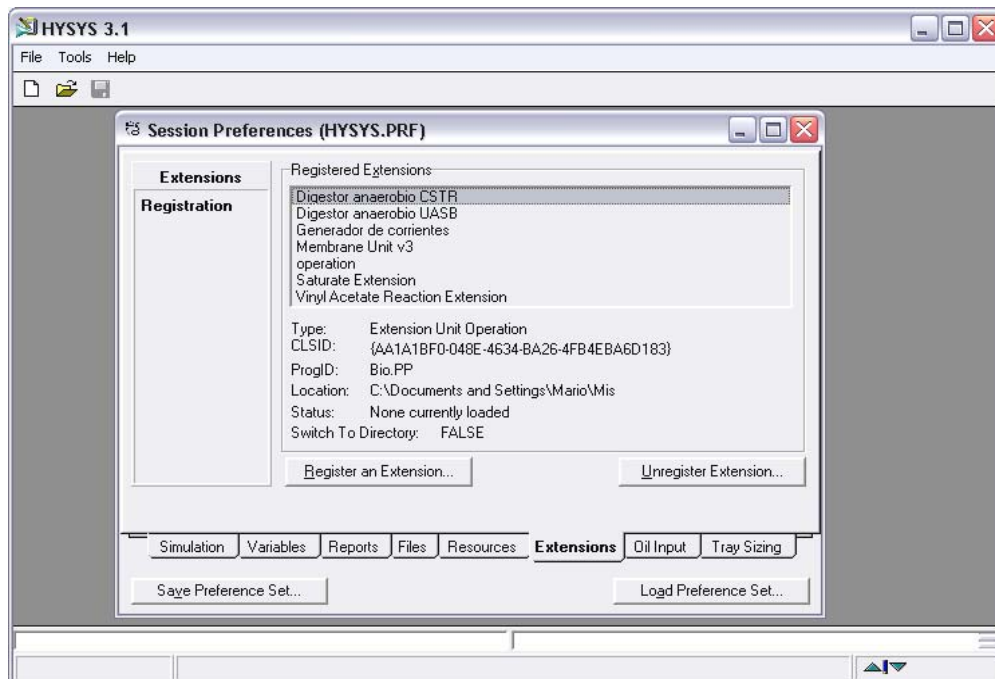 HYSYS 3.1
File Tools Help
Session Preferences (HYSYS.PRF)
Extensions
Registration
Registered Extensions
Digestor anaerobio CSTR
Digestor anaerobio UASB
Generador de corrientes
Membrane Unit v3
operation
Saturate Extension
Vinyl Acetate Reaction Extension
Type: Extension Unit Operation
CLSID: {AA1A1BF0-048E-4634-BA26-4FB4EBA6D183}
ProgID: Bio.PP
Location: C:\Documents and Settings\Mario\Mis
Status: None currently loaded
Switch To Directory: FALSE
Register an Extension... Unregister Extension...
Simulation Variables Reports Files Resources Extensions Oil Input Tray Sizing
Save Preference Set... Load Preference Set...